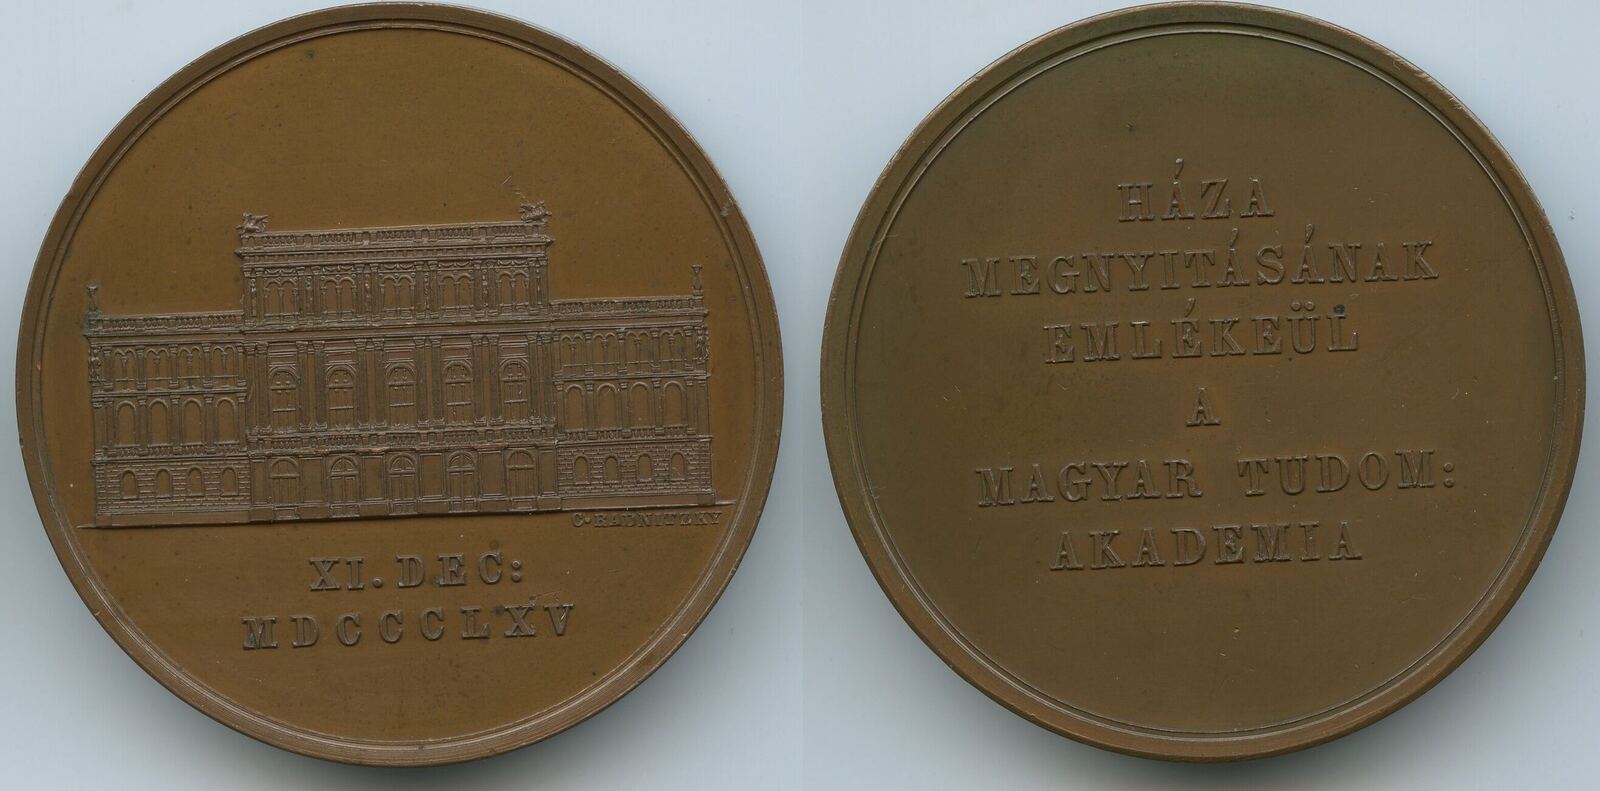 C·RADNITZKY
XI. DEC:
MDCCCLXV
HÁZA
MEGNYITÁSÁNAK
EMLÉKEÜL
A
MAGYAR TUDOM:
AKADEMIA